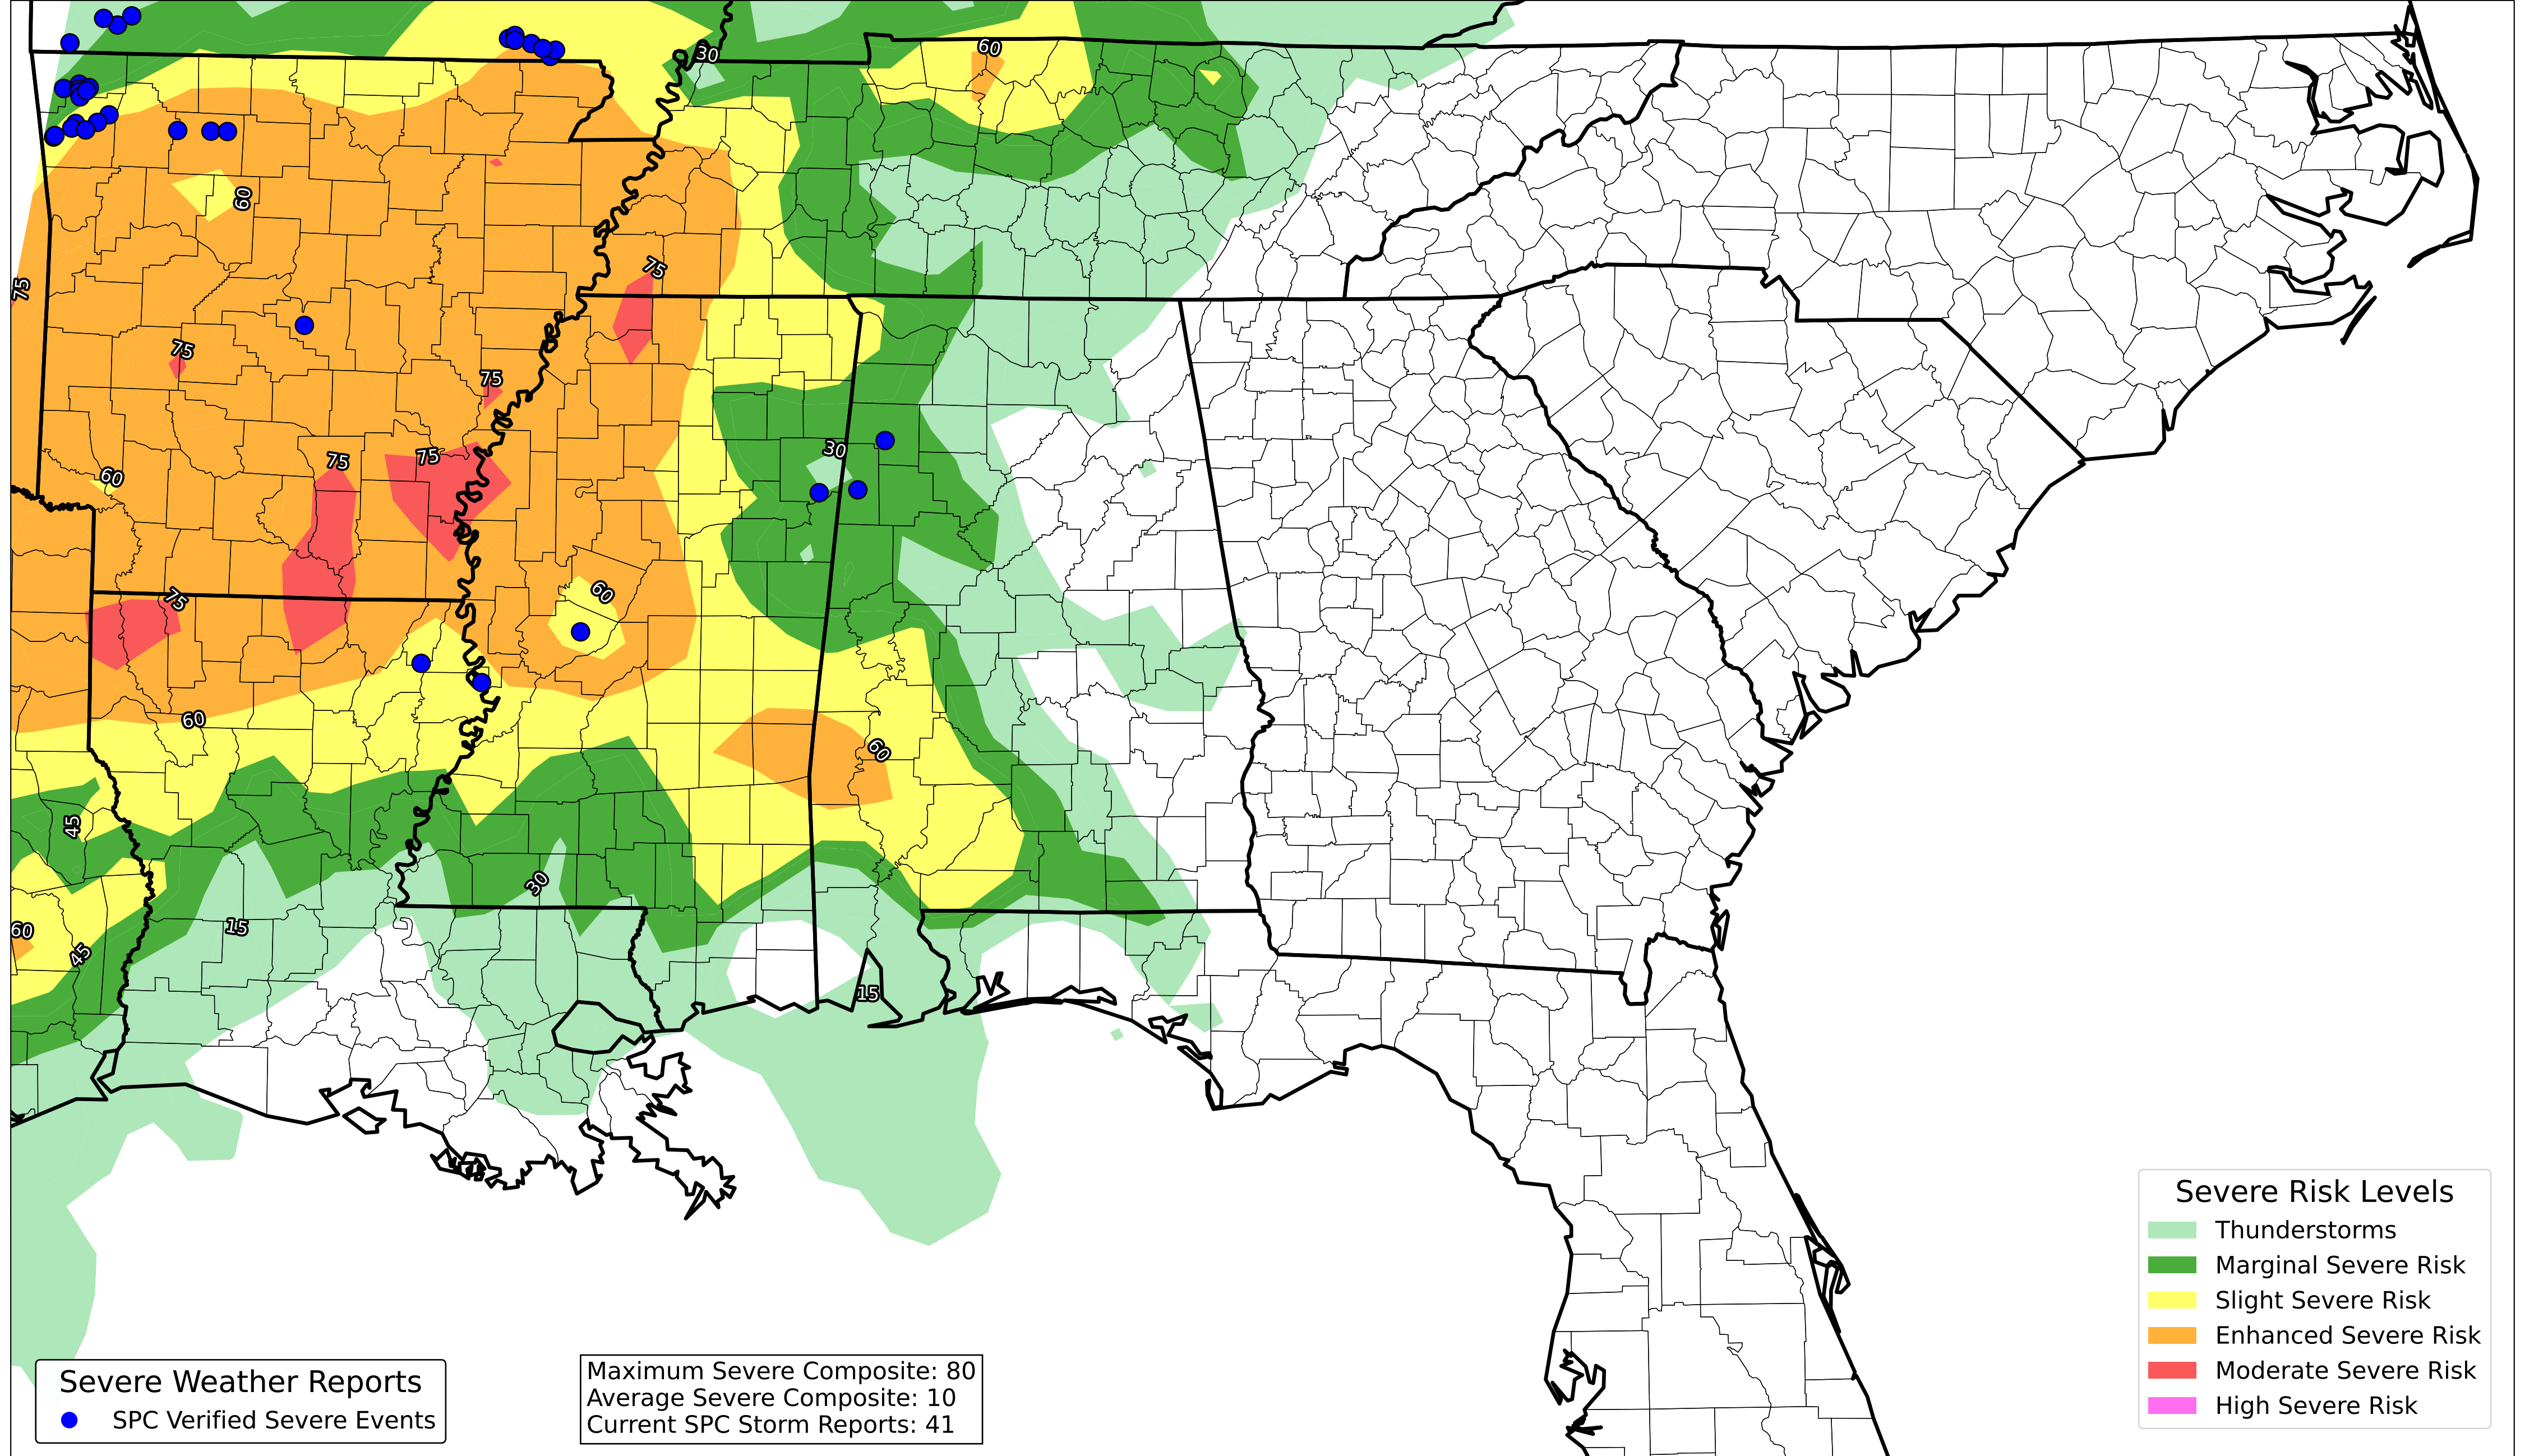 30
60
60
75
75
75
75
30
75
75
60
75
60
60
60
45
30
15
60
45
15
Severe Risk Levels
Thunderstorms
Marginal Severe Risk
Slight Severe Risk
Enhanced Severe Risk
Moderate Severe Risk
High Severe Risk
Severe Weather Reports
SPC Verified Severe Events
Maximum Severe Composite: 80
Average Severe Composite: 10
Current SPC Storm Reports: 41